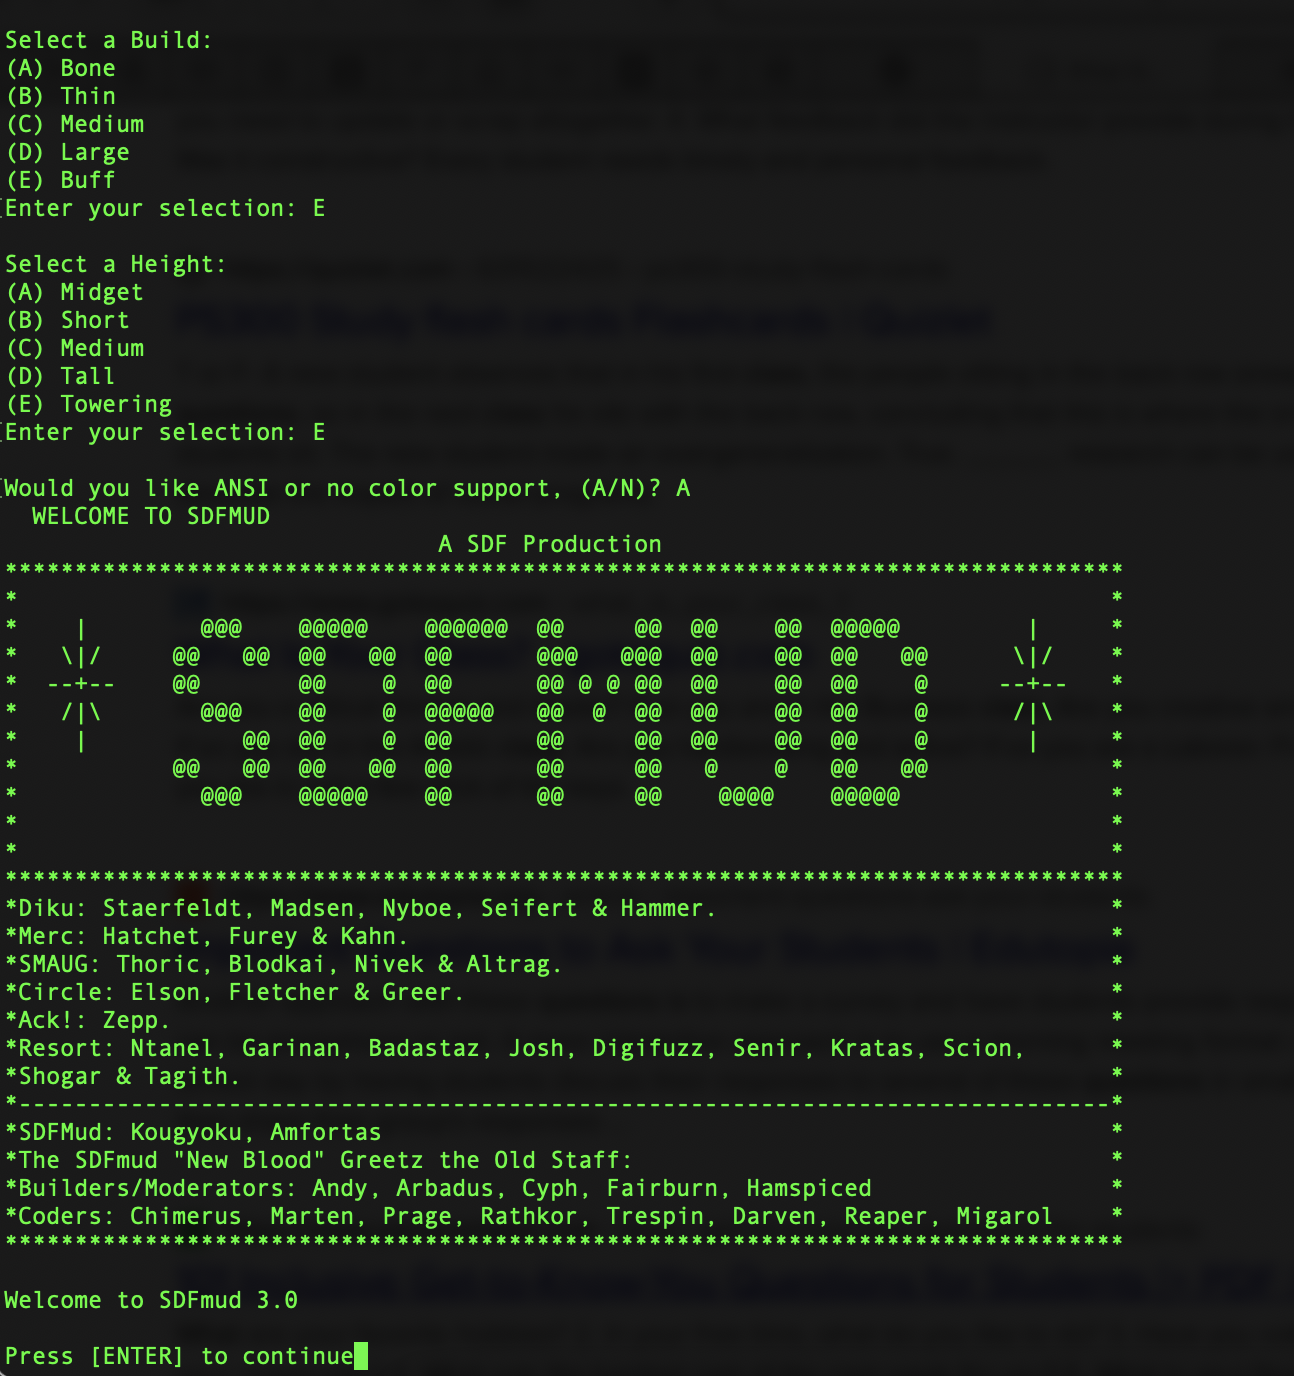 Select a Build:
(A) Bone
(B) Thin
(C) Medium
(D) Large
(E) Buff
[Enter your selection: E
Select a Height:
(A) Midget
(B) Short
(C) Medium
(D) Tall
(E) Towering
[Enter your selection: E
[Would you like ANSI or no color support, (A/N)? A
  WELCOME TO SDFMUD
                               A SDF Production
********************************************************************************
*                                                                              *
*    |        @@@    @@@@@    @@@@@@  @@     @@  @@    @@  @@@@@         |     *
*   \|/     @@   @@  @@   @@  @@      @@@   @@@  @@    @@  @@   @@      \|/    *
*  --+--    @@       @@    @  @@      @@ @ @ @@  @@    @@  @@    @     --+--   *
*   /|\       @@@    @@    @  @@@@@   @@  @  @@  @@    @@  @@    @      /|\    *
*    |           @@  @@    @  @@      @@     @@  @@    @@  @@    @       |     *
*           @@   @@  @@   @@  @@      @@     @@   @    @   @@   @@             *
*             @@@    @@@@@    @@      @@     @@    @@@@    @@@@@               *
*                                                                              *
*                                                                              *
********************************************************************************
*Diku: Staerfeldt, Madsen, Nyboe, Seifert & Hammer.                            *
*Merc: Hatchet, Furey & Kahn.                                                  *
*SMAUG: Thoric, Blodkai, Nivek & Altrag.                                       *
*Circle: Elson, Fletcher & Greer.                                              *
*Ack!: Zepp.                                                                   *
*Resort: Ntanel, Garinan, Badastaz, Josh, Digifuzz, Senir, Kratas, Scion,      *
*Shogar & Tagith.                                                              *
*------------------------------------------------------------------------------*
*SDFMud: Kougyoku, Amfortas                                                    *
*The SDFmud "New Blood" Greetz the Old Staff:                                  *
*Builders/Moderators: Andy, Arbadus, Cyph, Fairburn, Hamspiced                 *
*Coders: Chimerus, Marten, Prage, Rathkor, Trespin, Darven, Reaper, Migarol    *
********************************************************************************
Welcome to SDFmud 3.0
Press [ENTER] to continue